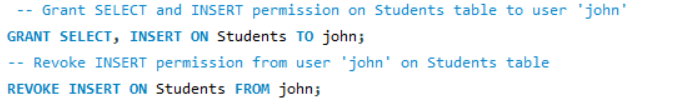 -- Grant SELECT and INSERT permission on Students table to user 'john'
GRANT SELECT, INSERT ON Students TO john;
-- Revoke INSERT permission from user 'john' on Students table
REVOKE INSERT ON Students FROM john;